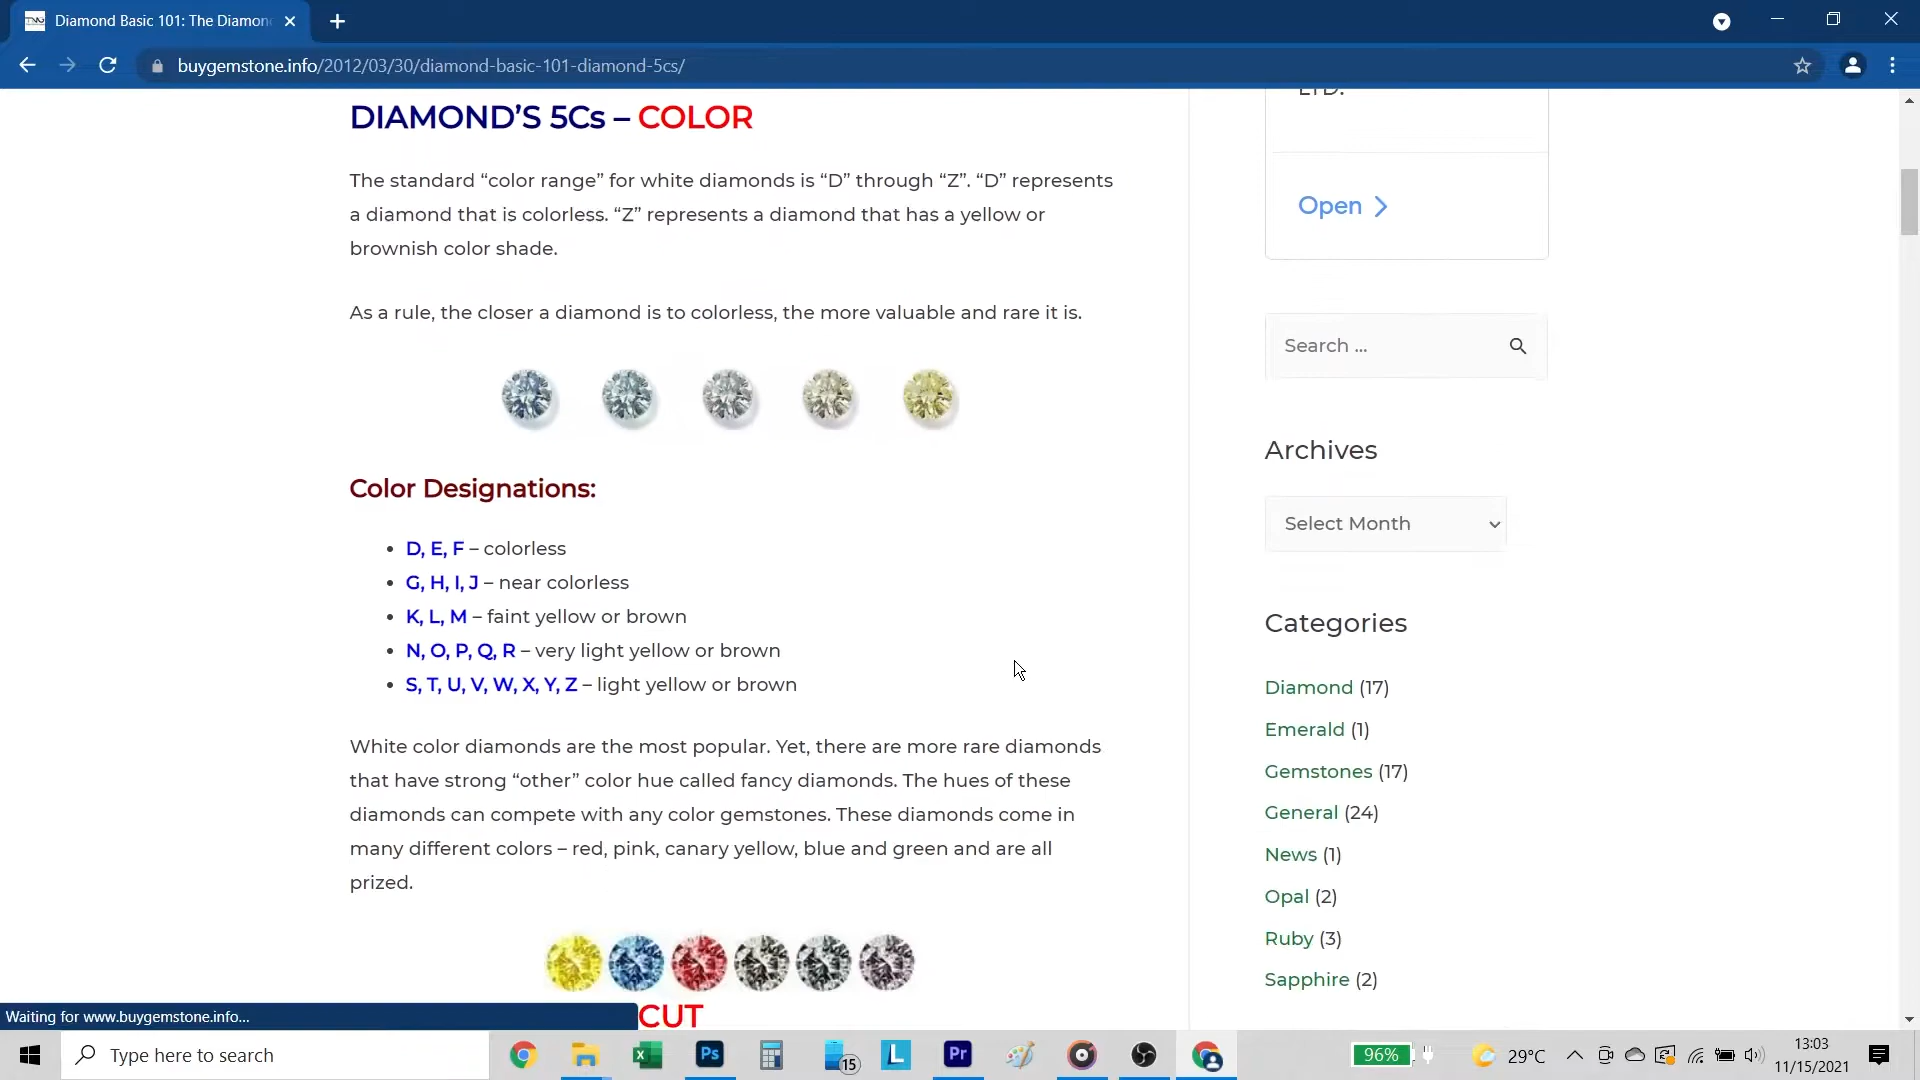 Diamond Basic 101: The Diamon
buygemstone.info/2012/03/30/diamond-basic-101-diamond-5cs/
DIAMOND’S 5Cs – COLOR
The standard “color range” for white diamonds is “D” through “Z”. “D” represents
a diamond that is colorless. “Z” represents a diamond that has a yellow or
brownish color shade.
As a rule, the closer a diamond is to colorless, the more valuable and rare it is.
Color Designations:
• D, E, F – colorless
• G, H, I, J – near colorless
• K, L, M – faint yellow or brown
• N, O, P, Q, R – very light yellow or brown
• S, T, U, V, W, X, Y, Z – light yellow or brown
White color diamonds are the most popular. Yet, there are more rare diamonds
that have strong “other” color hue called fancy diamonds. The hues of these
diamonds can compete with any color gemstones. These diamonds come in
many different colors – red, pink, canary yellow, blue and green and are all
prized.
CUT
LTD.
Open
Search ...
Archives
Select Month
Categories
Diamond (17)
Emerald (1)
Gemstones (17)
General (24)
News (1)
Opal (2)
Ruby (3)
Sapphire (2)
Waiting for www.buygemstone.info...
Type here to search
Ps
15
L
Pr
96%
29°C
13:03
11/15/2021